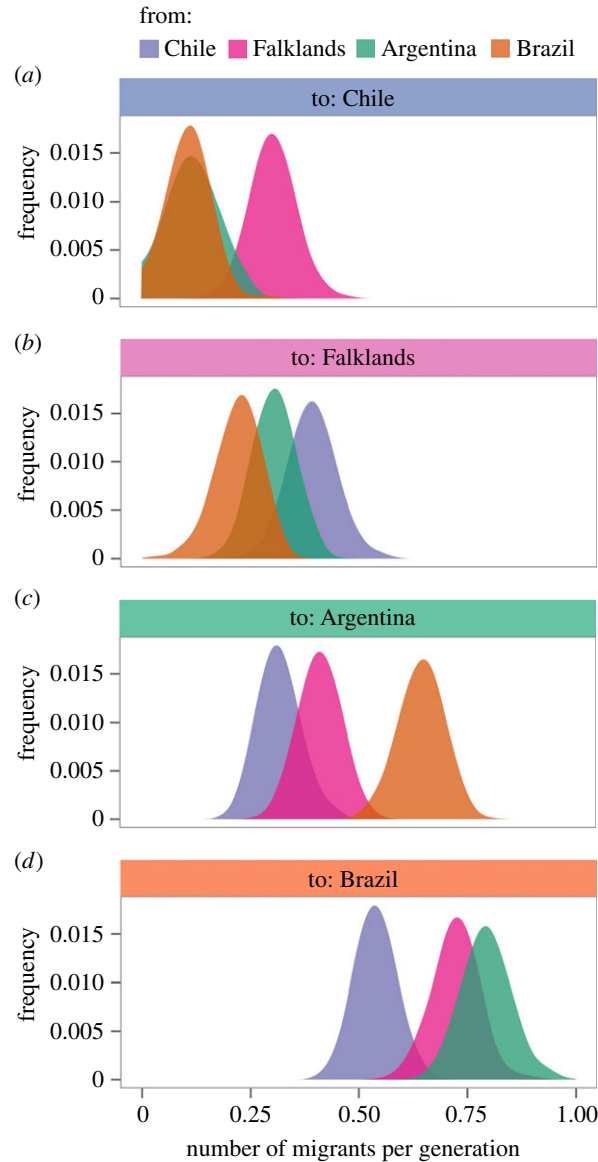 from:
Chile Falklands Argentina Brazil
(a)
to: Chile
frequency
0.015
0.010
0.005
0
(b)
to: Falklands
frequency
0.015
0.010
0.005
0
(c)
to: Argentina
frequency
0.015
0.010
0.005
0
(d)
to: Brazil
frequency
0.015
0.010
0.005
0
0 0.25 0.50 0.75 1.00
number of migrants per generation